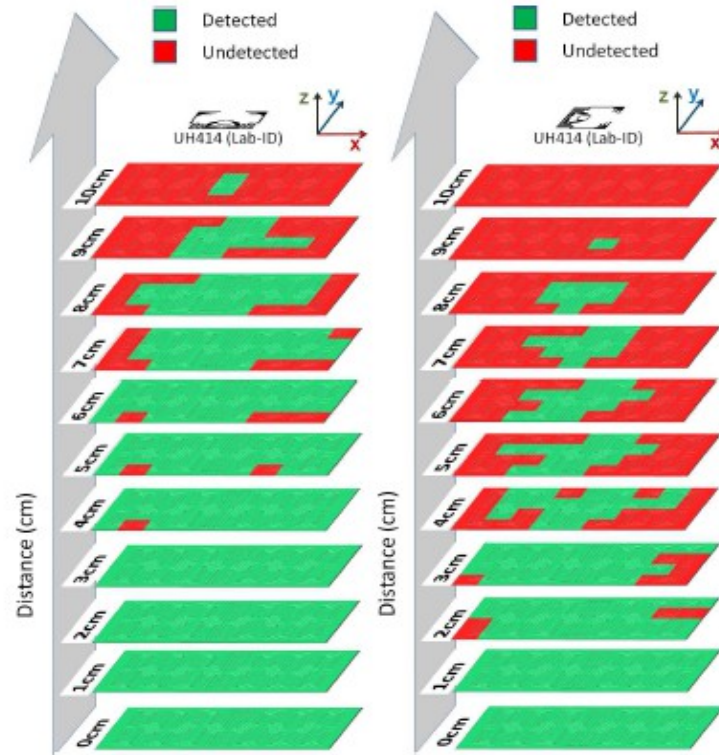 Detected
Undetected
z
y
x
UH414 (Lab-ID)
10cm
9cm
8cm
7cm
6cm
5cm
4cm
3cm
2cm
1cm
0cm
Distance (cm)
Detected
Undetected
z
y
x
UH414 (Lab-ID)
10cm
9cm
8cm
7cm
6cm
5cm
4cm
3cm
2cm
1cm
0cm
Distance (cm)